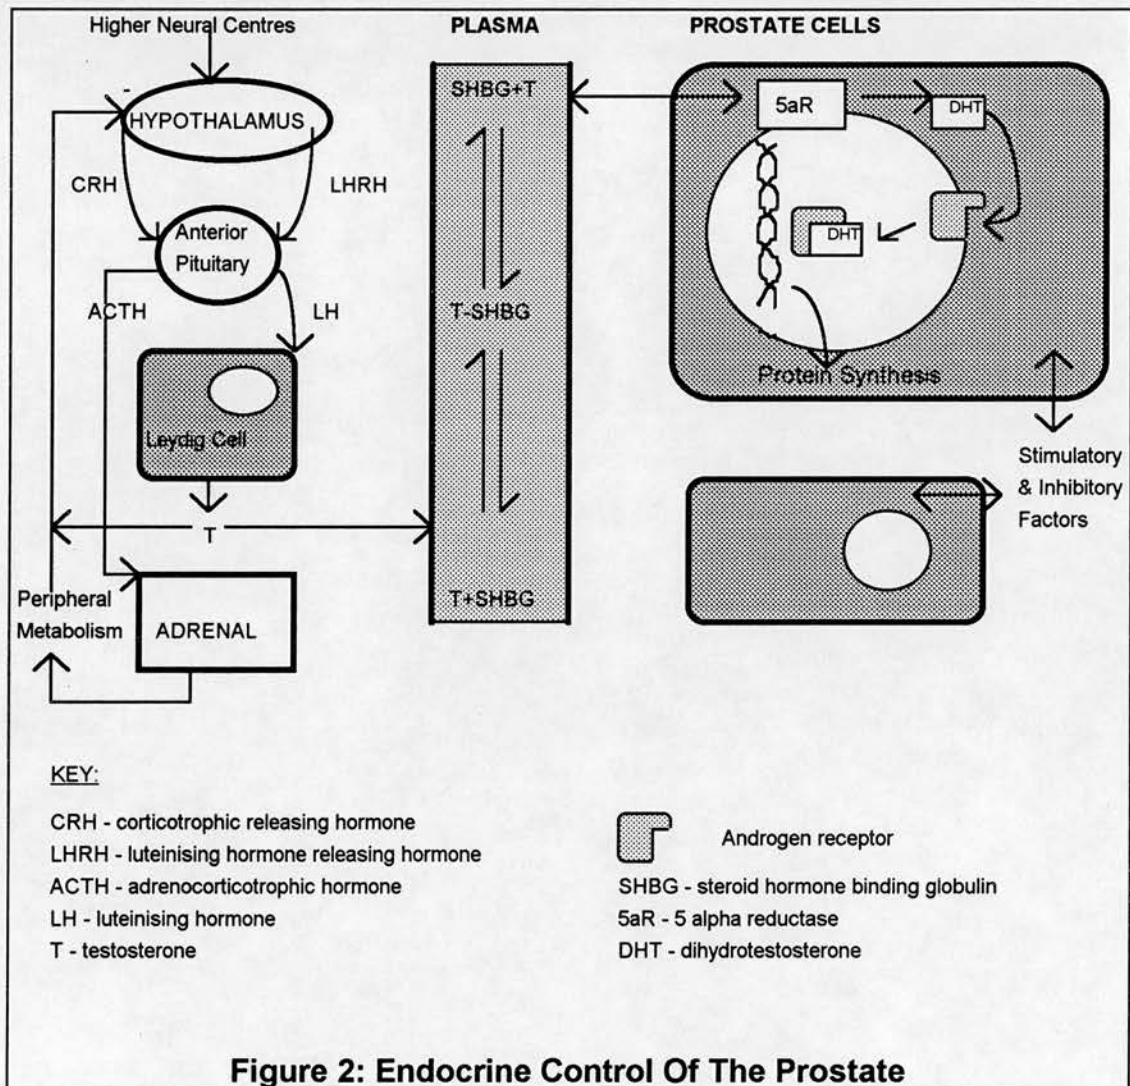 Higher Neural Centres
PLASMA
PROSTATE CELLS
-
HYPOTHALAMUS
CRH
LHRH
Anterior
Pituitary
ACTH
LH
Leydig Cell
T
Peripheral
Metabolism
ADRENAL
SHBG+T
T-SHBG
T+SHBG
5aR
DHT
DHT
Protein Synthesis
Stimulatory
& Inhibitory
Factors
KEY:
CRH - corticotrophic releasing hormone
LHRH - luteinising hormone releasing hormone
ACTH - adrenocorticotrophic hormone
LH - luteinising hormone
T - testosterone
Androgen receptor
SHBG - steroid hormone binding globulin
5aR - 5 alpha reductase
DHT - dihydrotestosterone
Figure 2: Endocrine Control Of The Prostate